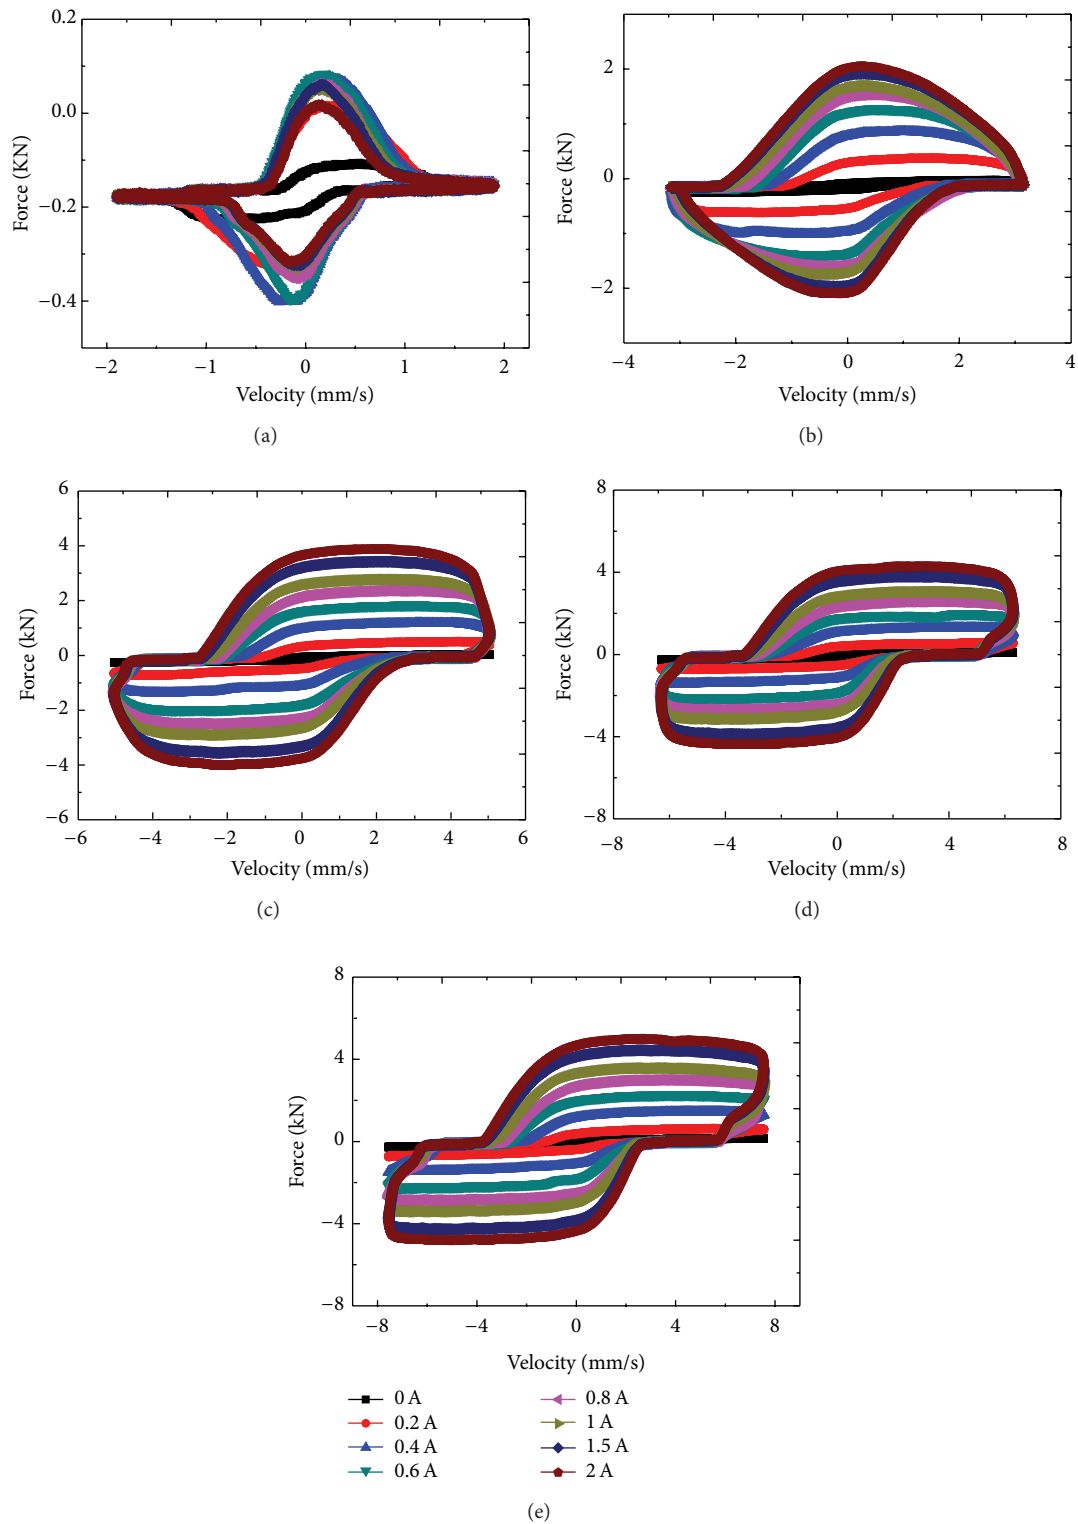 0.2
0.0
−0.2
−0.4
Force (KN)
−2 −1 0 1 2
Velocity (mm/s)
(a)
2
0
−2
Force (kN)
−4 −2 0 2 4
Velocity (mm/s)
(b)
6
4
2
0
−2
−4
−6
Force (kN)
−6 −4 −2 0 2 4 6
Velocity (mm/s)
(c)
8
4
0
−4
−8
Force (kN)
−8 −4 0 4 8
Velocity (mm/s)
(d)
8
4
0
−4
−8
Force (kN)
−8 −4 0 4 8
Velocity (mm/s)
0 A
0.2 A
0.4 A
0.6 A
0.8 A
1 A
1.5 A
2 A
(e)